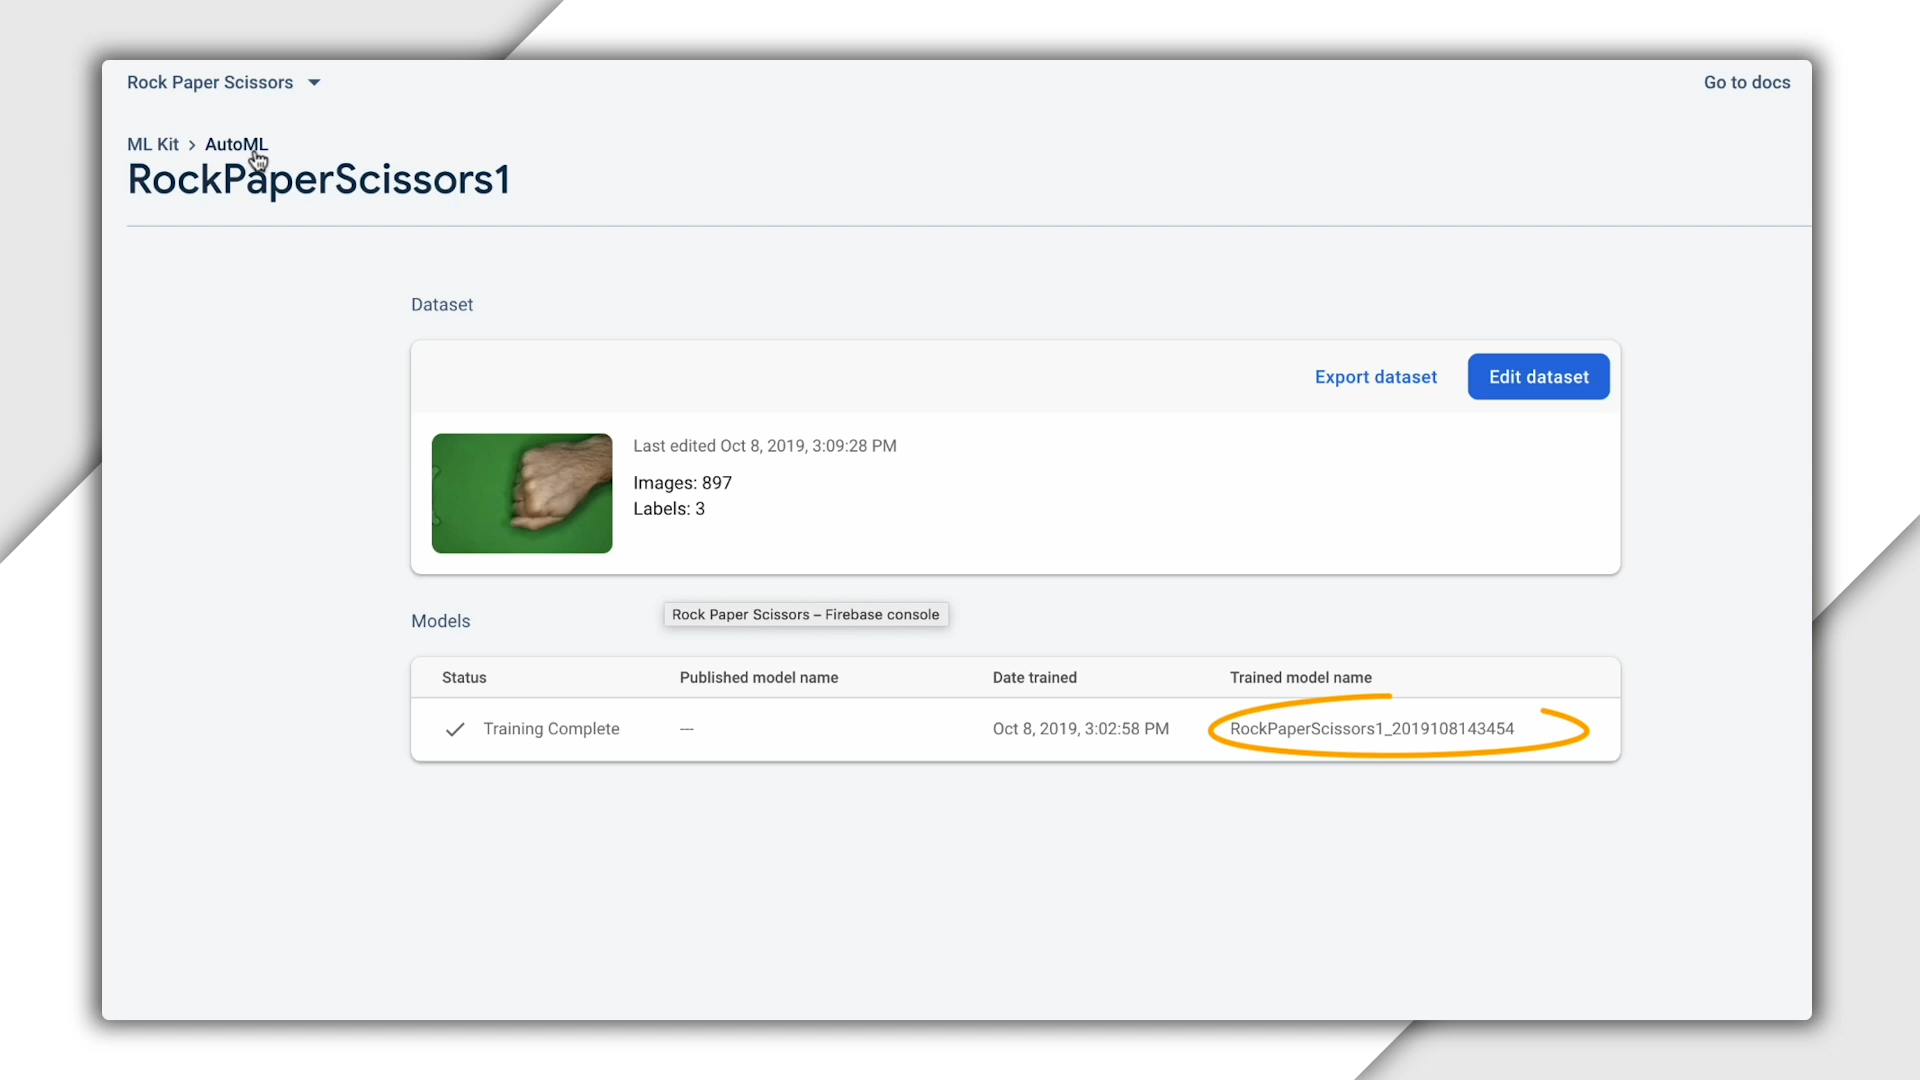 Rock Paper Scissors
Go to docs
ML Kit > AutoML
RockPaperScissors1
Dataset
Export dataset
Edit dataset
Last edited Oct 8, 2019, 3:09:28 PM
Images: 897
Labels: 3
Models
Rock Paper Scissors – Firebase console
Status Published model name Date trained Trained model name
Training Complete — Oct 8, 2019, 3:02:58 PM RockPaperScissors1_2019108143454